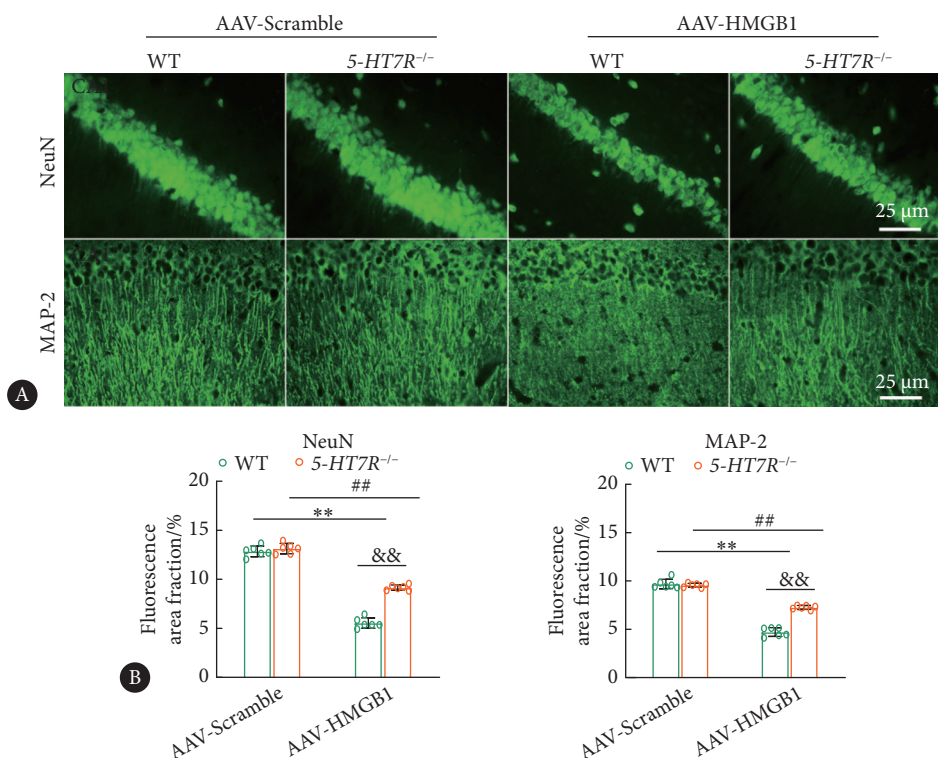 AAV-Scramble AAV-HMGB1
WT 5-HT7R⁻/⁻ WT 5-HT7R⁻/⁻
NeuN
25 μm
MAP-2
25 μm
A
NeuN
WT 5-HT7R⁻/⁻
Fluorescence
area fraction/%
20
15
10
5
0
##
**
&&
AAV-Scramble
AAV-HMGB1
MAP-2
WT 5-HT7R⁻/⁻
Fluorescence
area fraction/%
20
15
10
5
0
##
**
&&
AAV-Scramble
AAV-HMGB1
B